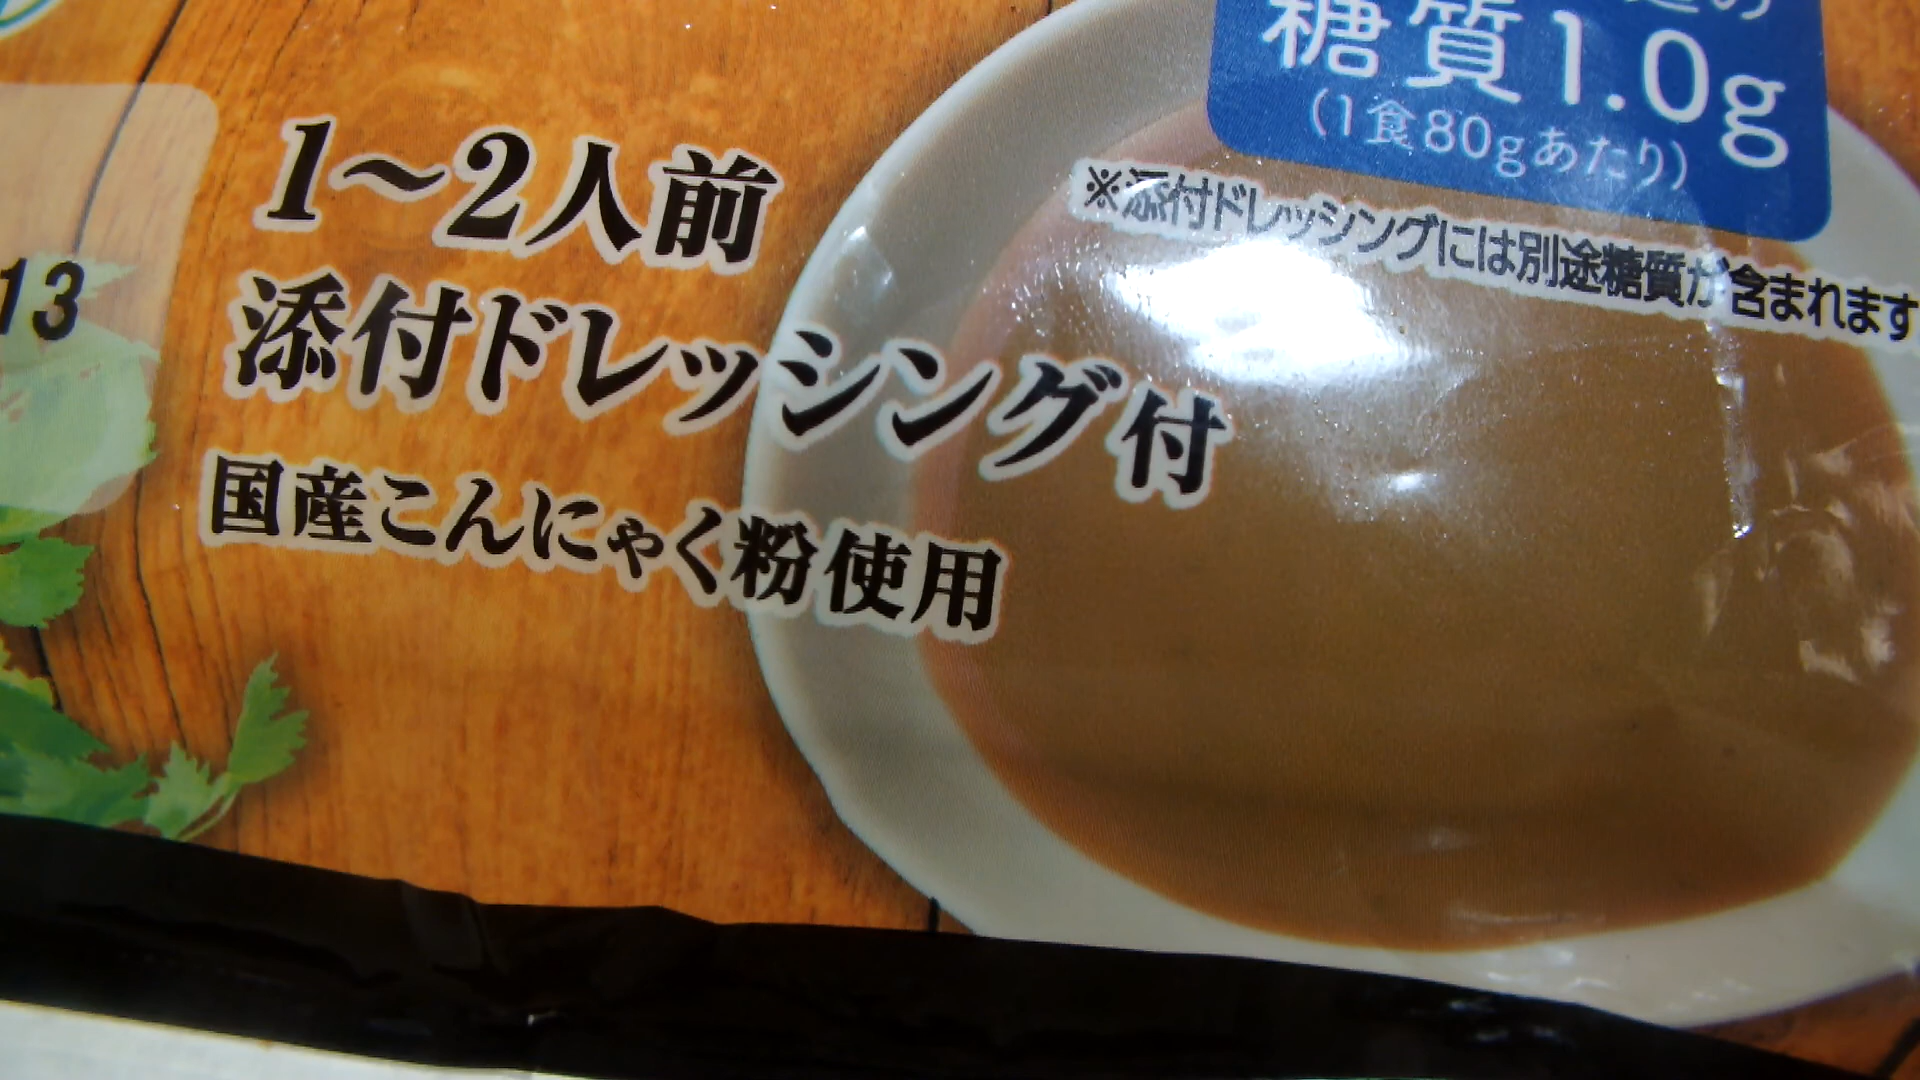 糖質1.0g
(1食80gあたり)
※添付ドレッシングには別途糖質が含まれます
1〜2人前
添付ドレッシング付
国産こんにゃく粉使用
13